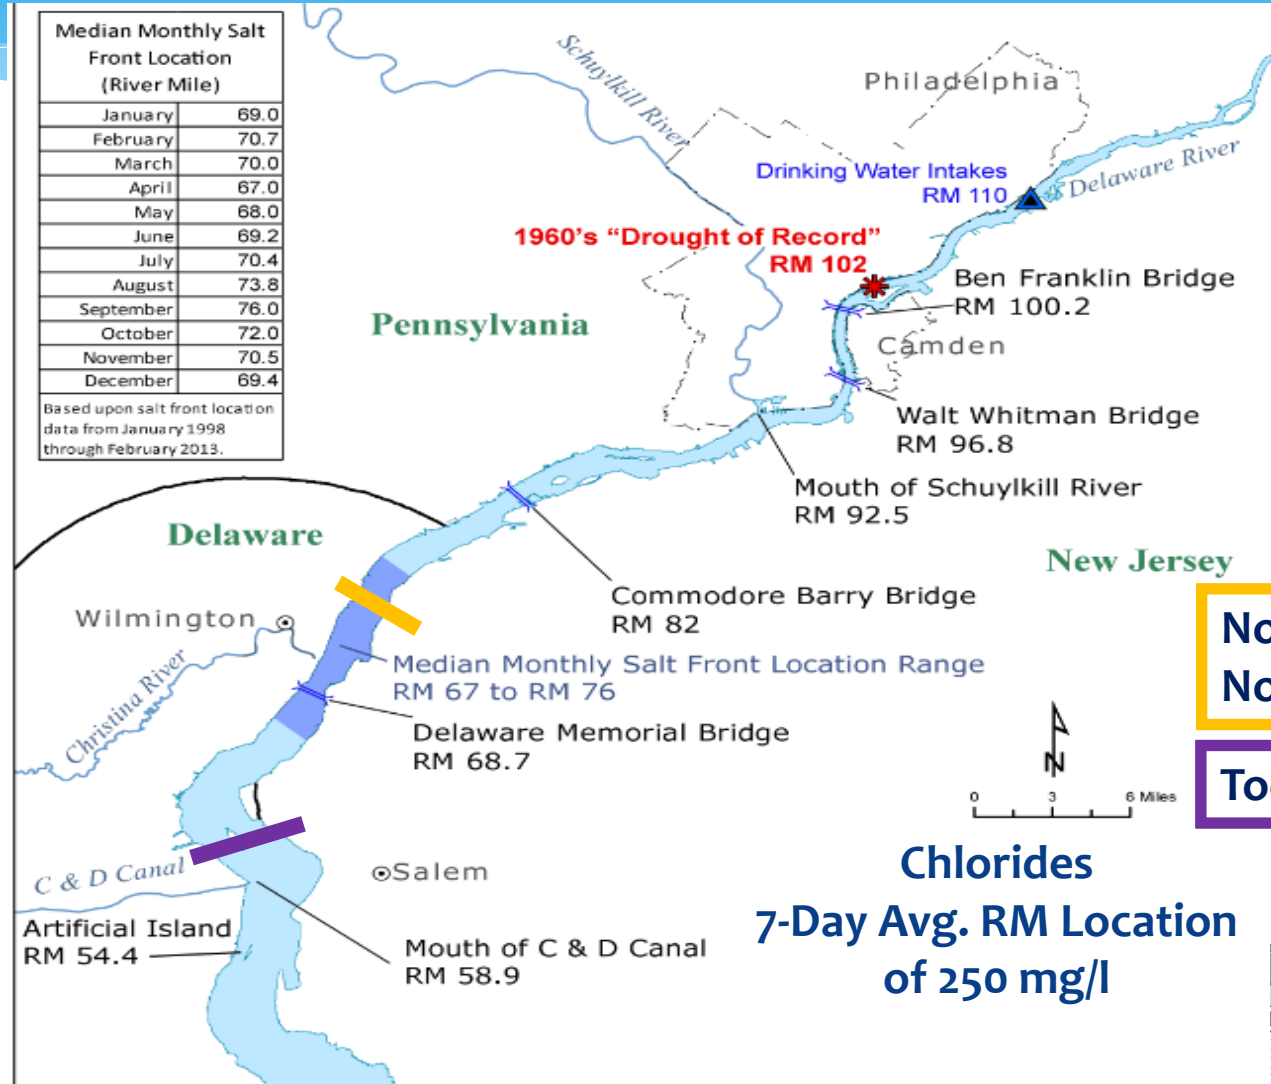 Median Monthly Salt
Front Location
(River Mile)
January 69.0
February 70.7
March 70.0
April 67.0
May 68.0
June 69.2
July 70.4
August 73.8
September 76.0
October 72.0
November 70.5
December 69.4
Based upon salt front location
data from January 1998
through February 2013.
Schuylkill River
Philadelphia
Drinking Water Intakes
RM 110
Delaware River
1960's “Drought of Record”
RM 102
Ben Franklin Bridge
RM 100.2
Pennsylvania
Camden
Walt Whitman Bridge
RM 96.8
Mouth of Schuylkill River
RM 92.5
Delaware
New Jersey
Commodore Barry Bridge
RM 82
Wilmington
Median Monthly Salt Front Location Range
RM 67 to RM 76
Christina River
Delaware Memorial Bridge
RM 68.7
N
0 3 6 Miles
C & D Canal
Salem
Artificial Island
RM 54.4
Mouth of C & D Canal
RM 58.9
Chlorides
7-Day Avg. RM Location
of 250 mg/l